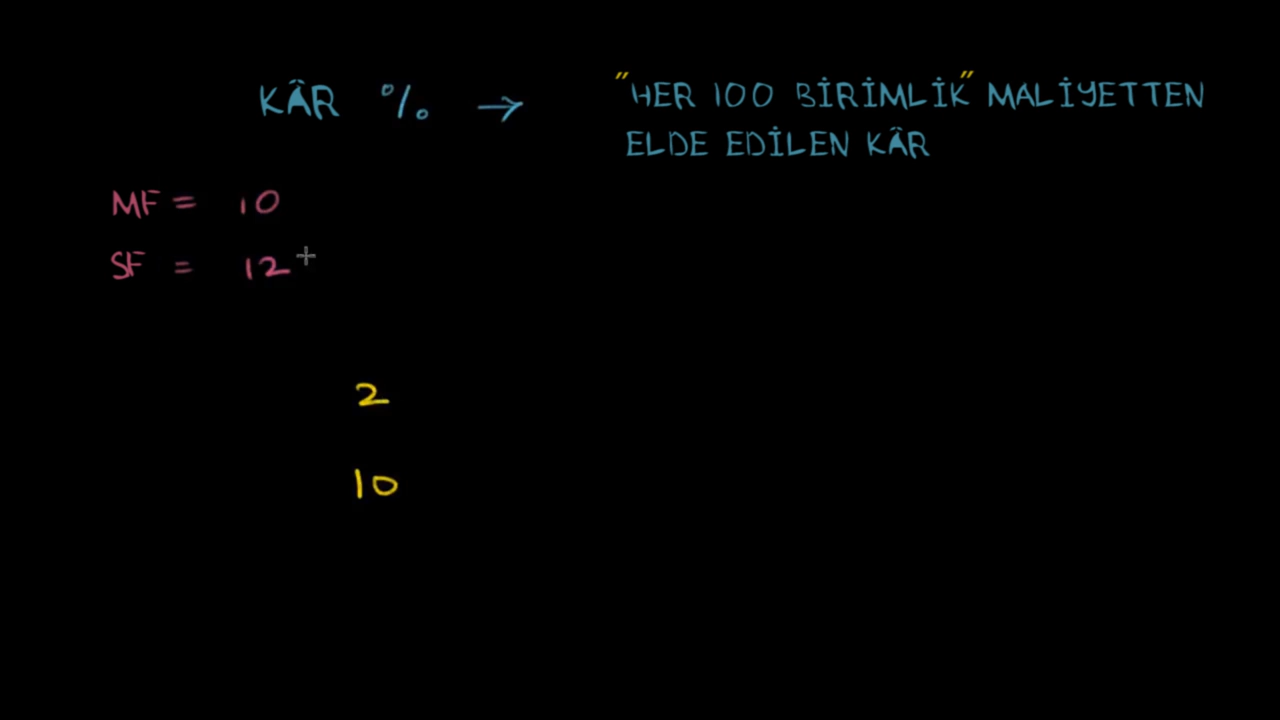 KÂR % → "HER 100 BİRİMLİK" MALİYETTEN
ELDE EDİLEN KÂR
MF = 10
SF = 12
2
10